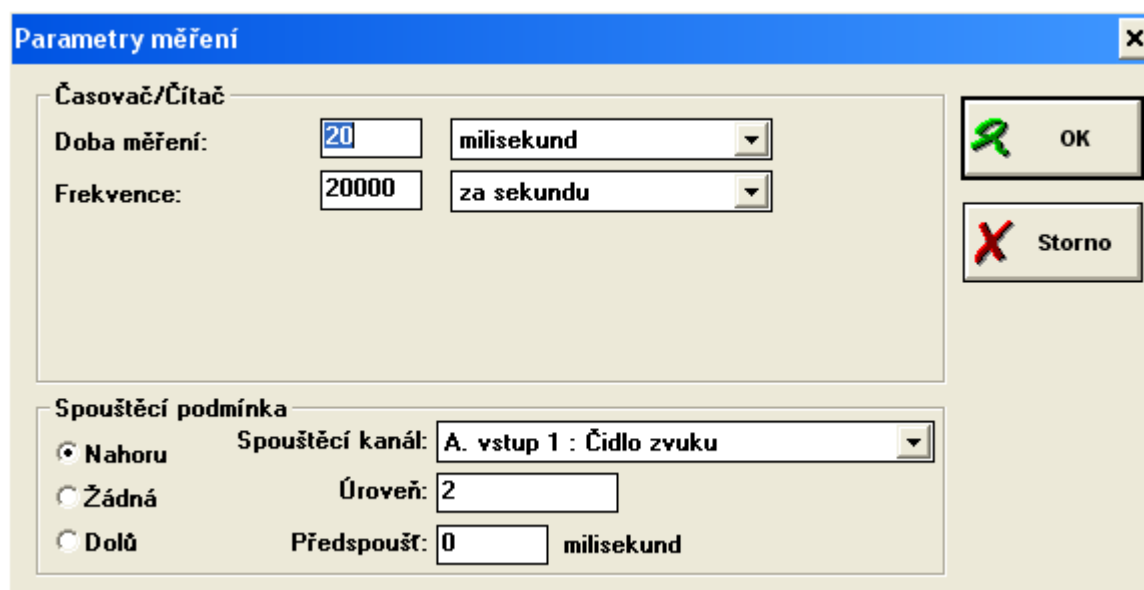 Parametry měření
Časovač/Čítač
Doba měření: 20 milisekund
OK
Frekvence: 20000 za sekundu
Storno
Spouštěcí podmínka
Nahoru
Spouštěcí kanál: A. vstup 1 : Čidlo zvuku
Žádná
Úroveň: 2
Dolů
Předspoušť: 0 milisekund